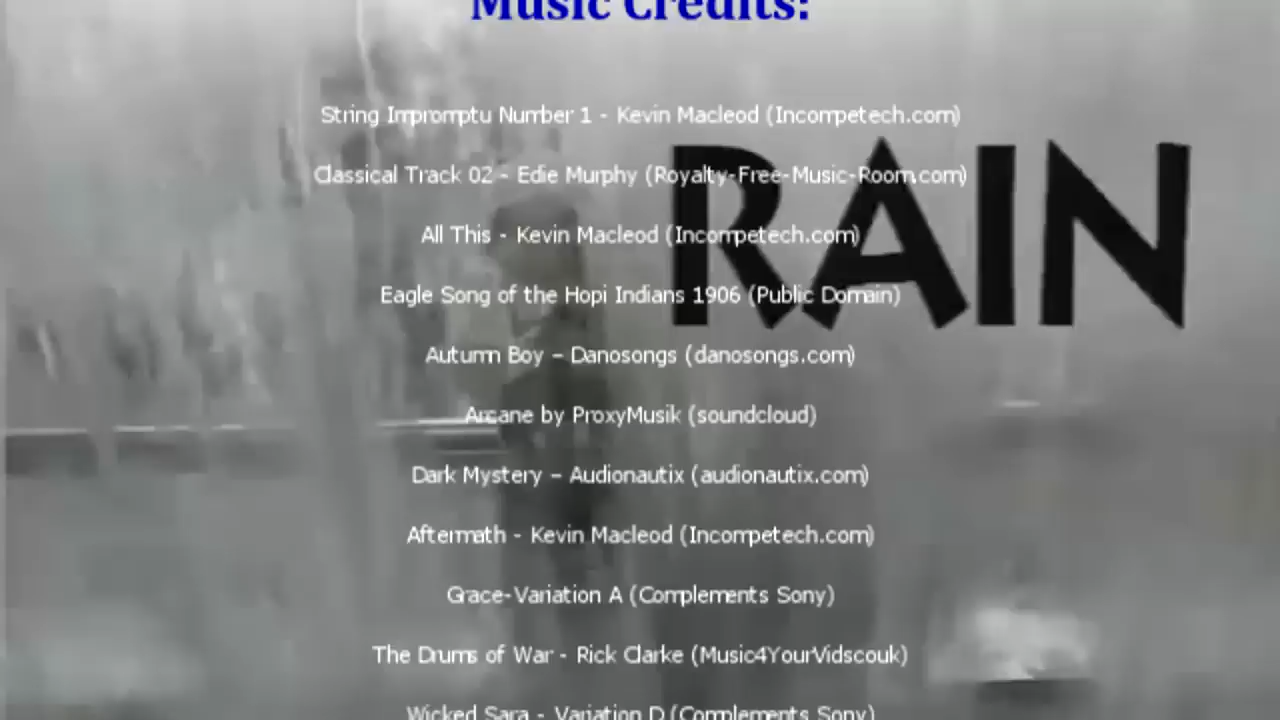 Music Credits:
String Impromptu Number 1 - Kevin Macleod (Incompetech.com)
RAIN
Classical Track 02 - Edie Murphy (Royalty-Free-Music-Room.com)
All This - Kevin Macleod (Incompetech.com)
Eagle Song of the Hopi Indians 1906 (Public Domain)
Autumn Boy – Danosongs (danosongs.com)
Arcane by ProxyMusik (soundcloud)
Dark Mystery – Audionautix (audionautix.com)
Aftermath - Kevin Macleod (Incompetech.com)
Grace-Variation A (Complements Sony)
The Drums of War - Rick Clarke (Music4YourVidscouk)
Wicked Sara - Variation D (Complements Sony)